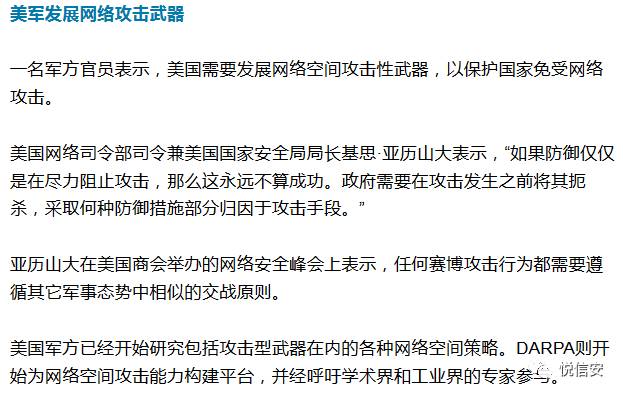 美军发展网络攻击武器
一名军方官员表示，美国需要发展网络空间攻击性武器，以保护国家免受网络
攻击。
美国网络司令部司令兼美国国家安全局局长基思·亚历山大表示，“如果防御仅仅
是在尽力阻止攻击，那么这永远不算成功。政府需要在攻击发生之前将其扼
杀，采取何种防御措施部分归因于攻击手段。”
亚历山大在美国商会举办的网络安全峰会上表示，任何赛博攻击行为都需要遵
循其它军事态势中相似的交战原则。
美国军方已经开始研究包括攻击型武器在内的各种网络空间策略。DARPA则开
始为网络空间攻击能力构建平台，并经呼吁学术界和工业界的专家参与。
悦信安